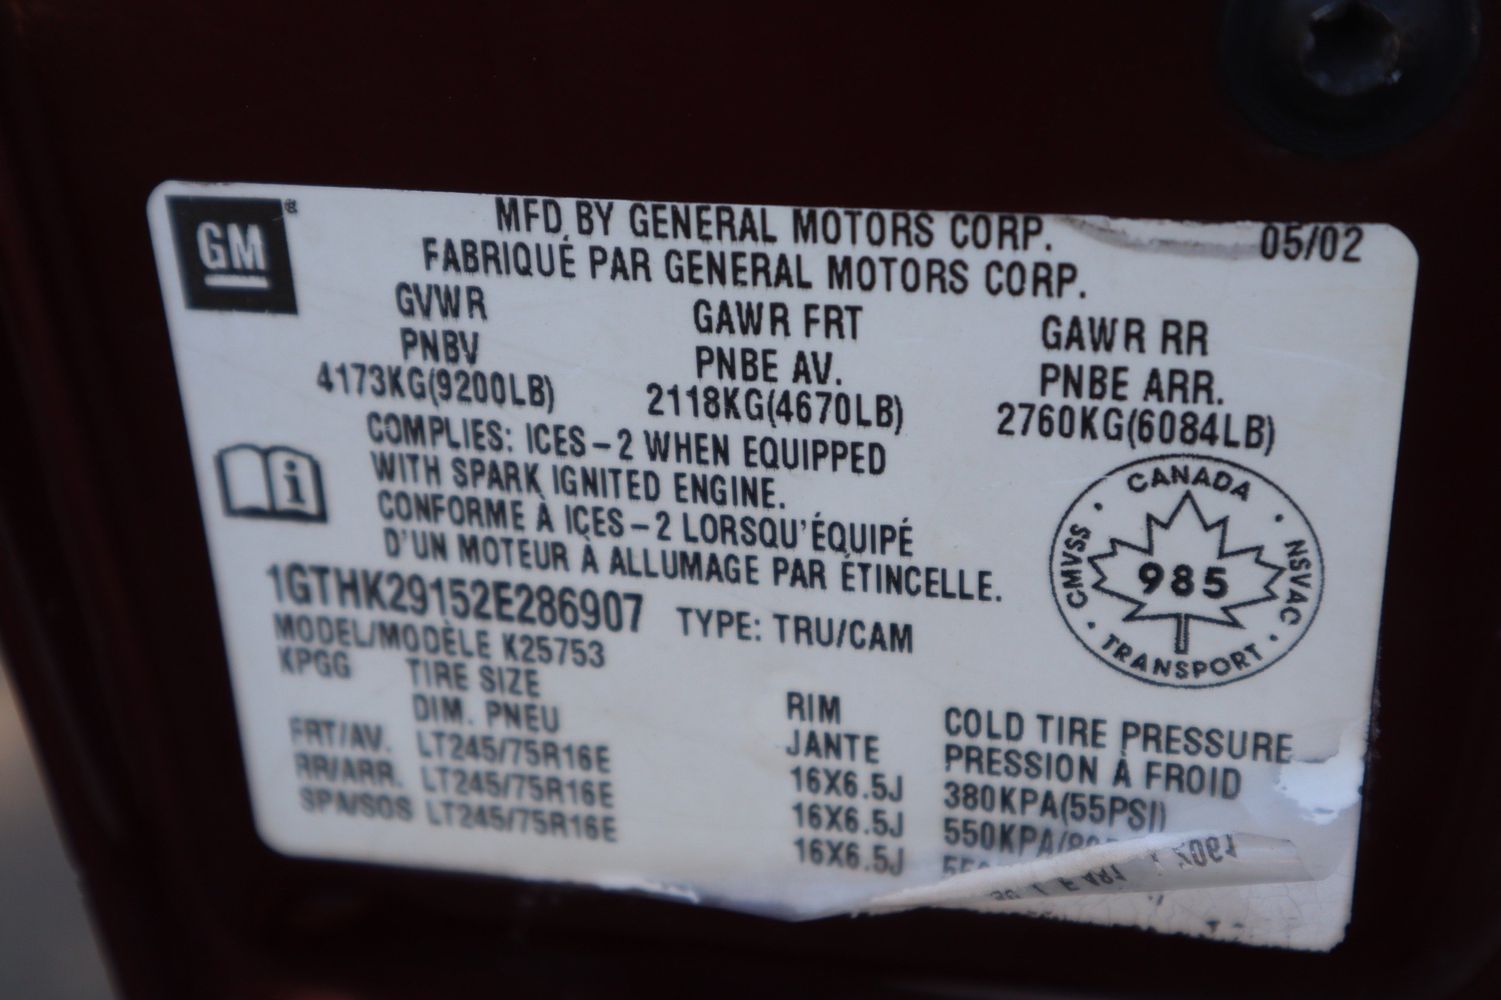 GM
MFD BY GENERAL MOTORS CORP.
05/02
FABRIQUÉ PAR GENERAL MOTORS CORP.
GVWR GAWR FRT GAWR RR
PNBV PNBE AV. PNBE ARR.
4173KG(9200LB) 2118KG(4670LB) 2760KG(6084LB)
COMPLIES: ICES-2 WHEN EQUIPPED
WITH SPARK IGNITED ENGINE.
CONFORME À ICES-2 LORSQU'ÉQUIPÉ
D'UN MOTEUR À ALLUMAGE PAR ÉTINCELLE.
CANADA
CMVSS 985 NSVAC
TRANSPORT
1GTHK29152E286907 TYPE: TRU/CAM
MODEL/MODÈLE K25753
KPGG TIRE SIZE RIM COLD TIRE PRESSURE
DIM. PNEU JANTE PRESSION À FROID
FRT/AV. LT245/75R16E 16X6.5J 380KPA(55PSI)
RR/ARR. LT245/75R16E 16X6.5J 550KPA
SPA/SOS LT245/75R16E 16X6.5J